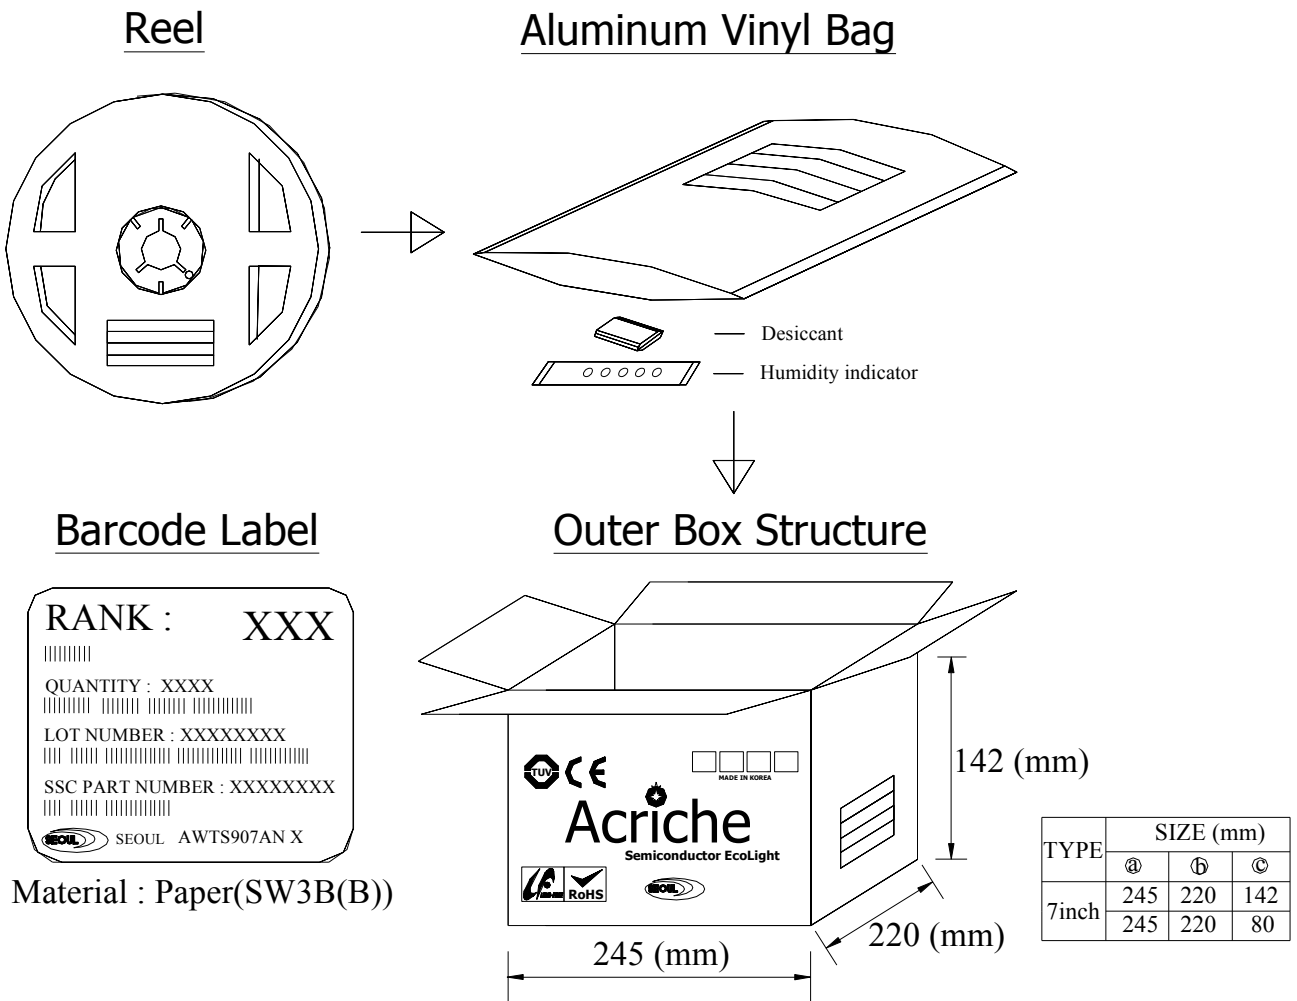 Reel
Aluminum Vinyl Bag
Desiccant
Humidity indicator
Barcode Label
Outer Box Structure
RANK : XXX
QUANTITY : XXXX
LOT NUMBER : XXXXXXXX
SSC PART NUMBER : XXXXXXXX
SEOUL SEOUL AWTS907AN X
Material : Paper(SW3B(B))
TUV CE
MADE IN KOREA
Acriche
Semiconductor EcoLight
RoHS
SEOUL
142 (mm)
220 (mm)
245 (mm)
TYPE SIZE (mm)
ⓐ ⓑ ⓒ
7inch 245 220 142
245 220 80